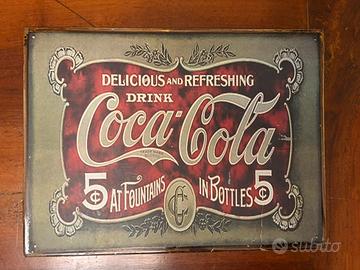 DELICIOUS AND REFRESHING
DRINK
Coca-Cola
5¢ AT FOUNTAINS IN BOTTLES 5¢
subito